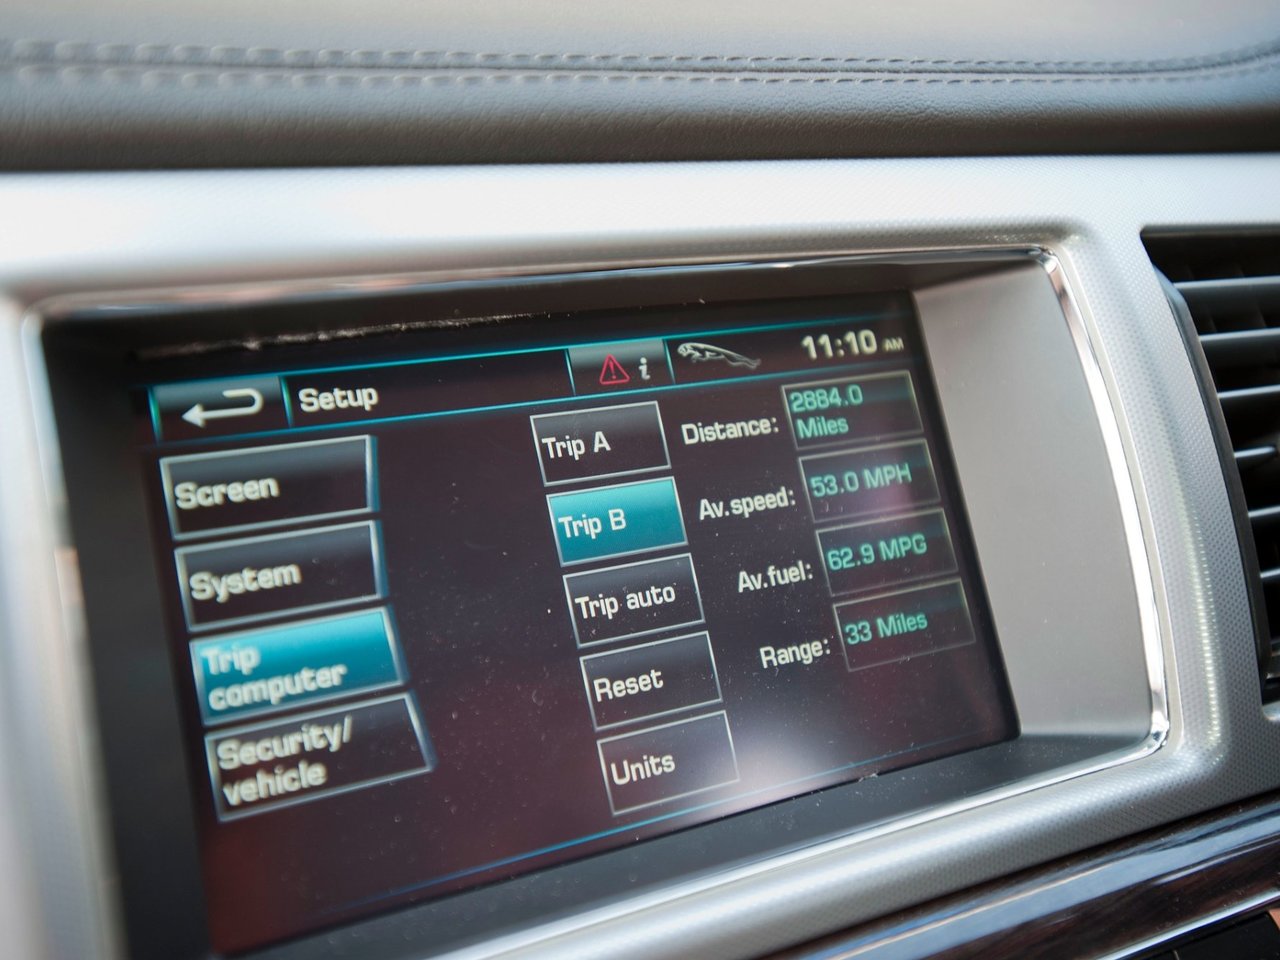 Setup
i
11:10 AM
Screen
System
Trip
computer
Security/
vehicle
Trip A
Trip B
Trip auto
Reset
Units
Distance:
2884.0
Miles
Av.speed:
53.0 MPH
Av.fuel:
62.9 MPG
Range:
33 Miles